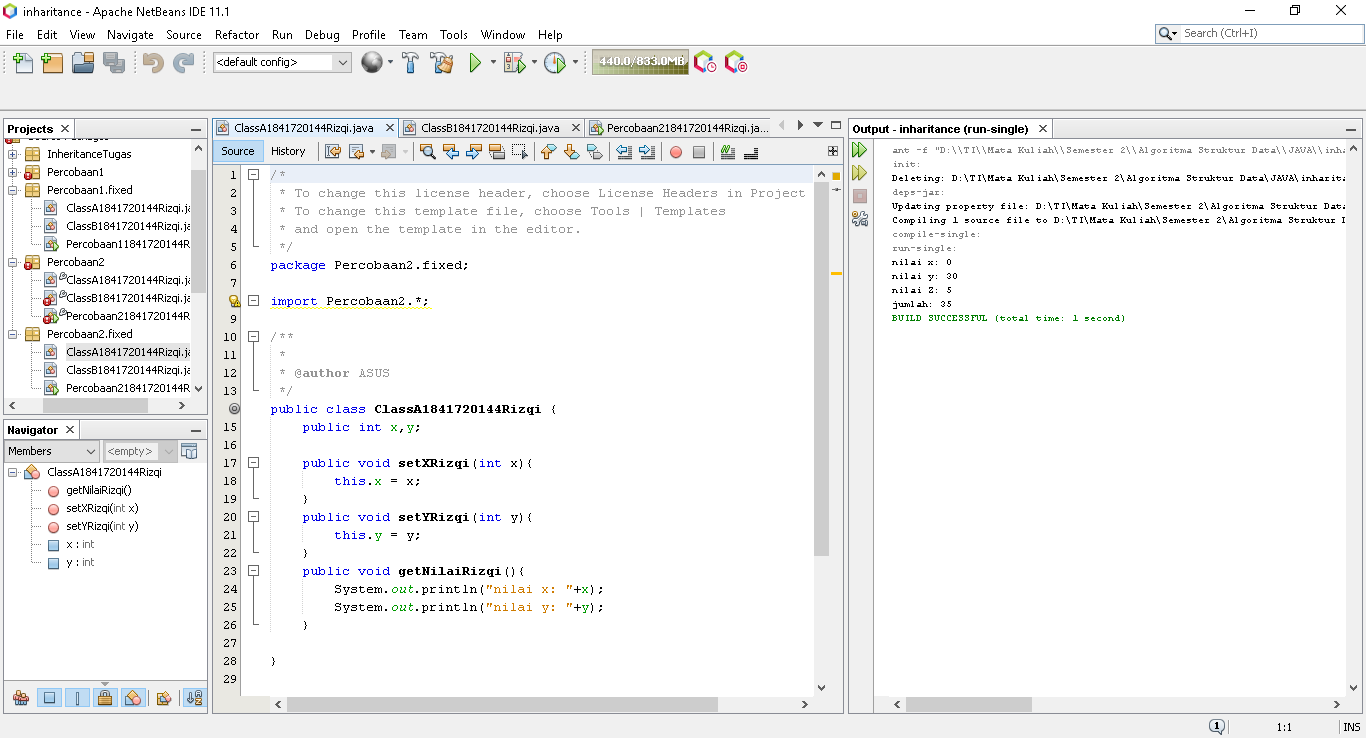 inharitance - Apache NetBeans IDE 11.1
File Edit View Navigate Source Refactor Run Debug Profile Team Tools Window Help
Search (Ctrl+I)
<default config>
440.0/833.0MB
Projects
InheritanceTugas
Percobaan1
Percobaan1.fixed
ClassA1841720144Rizqi.ja
ClassB1841720144Rizqi.ja
Percobaan11841720144R
Percobaan2
ClassA1841720144Rizqi.ja
ClassB1841720144Rizqi.ja
Percobaan21841720144R
Percobaan2.fixed
ClassA1841720144Rizqi.ja
ClassB1841720144Rizqi.ja
Percobaan21841720144R
Navigator
Members
<empty>
ClassA1841720144Rizqi
getNilaiRizqi()
setXRizqi(int x)
setYRizqi(int y)
x : int
y : int
ClassA1841720144Rizqi.java
ClassB1841720144Rizqi.java
Percobaan21841720144Rizqi.ja...
Source History
1 /*
2 * To change this license header, choose License Headers in Project
3 * To change this template file, choose Tools | Templates
4 * and open the template in the editor.
5 */
6 package Percobaan2.fixed;
7
import Percobaan2.*;
9
10 /**
11 *
12 * @author ASUS
13 */
public class ClassA1841720144Rizqi {
15 public int x,y;
16
17 public void setXRizqi(int x){
18 this.x = x;
19 }
20 public void setYRizqi(int y){
21 this.y = y;
22 }
23 public void getNilaiRizqi(){
24 System.out.println("nilai x: "+x);
25 System.out.println("nilai y: "+y);
26 }
27
28 }
29
Output - inharitance (run-single)
ant -f "D:\\TI\\Mata Kuliah\\Semester 2\\Algoritma Struktur Data\\JAVA\\inha
init:
Deleting: D:\TI\Mata Kuliah\Semester 2\Algoritma Struktur Data\JAVA\inharita
deps-jar:
Updating property file: D:\TI\Mata Kuliah\Semester 2\Algoritma Struktur Data
Compiling 1 source file to D:\TI\Mata Kuliah\Semester 2\Algoritma Struktur D
compile-single:
run-single:
nilai x: 0
nilai y: 30
nilai Z: 5
jumlah: 35
BUILD SUCCESSFUL (total time: 1 second)
1
1:1
INS